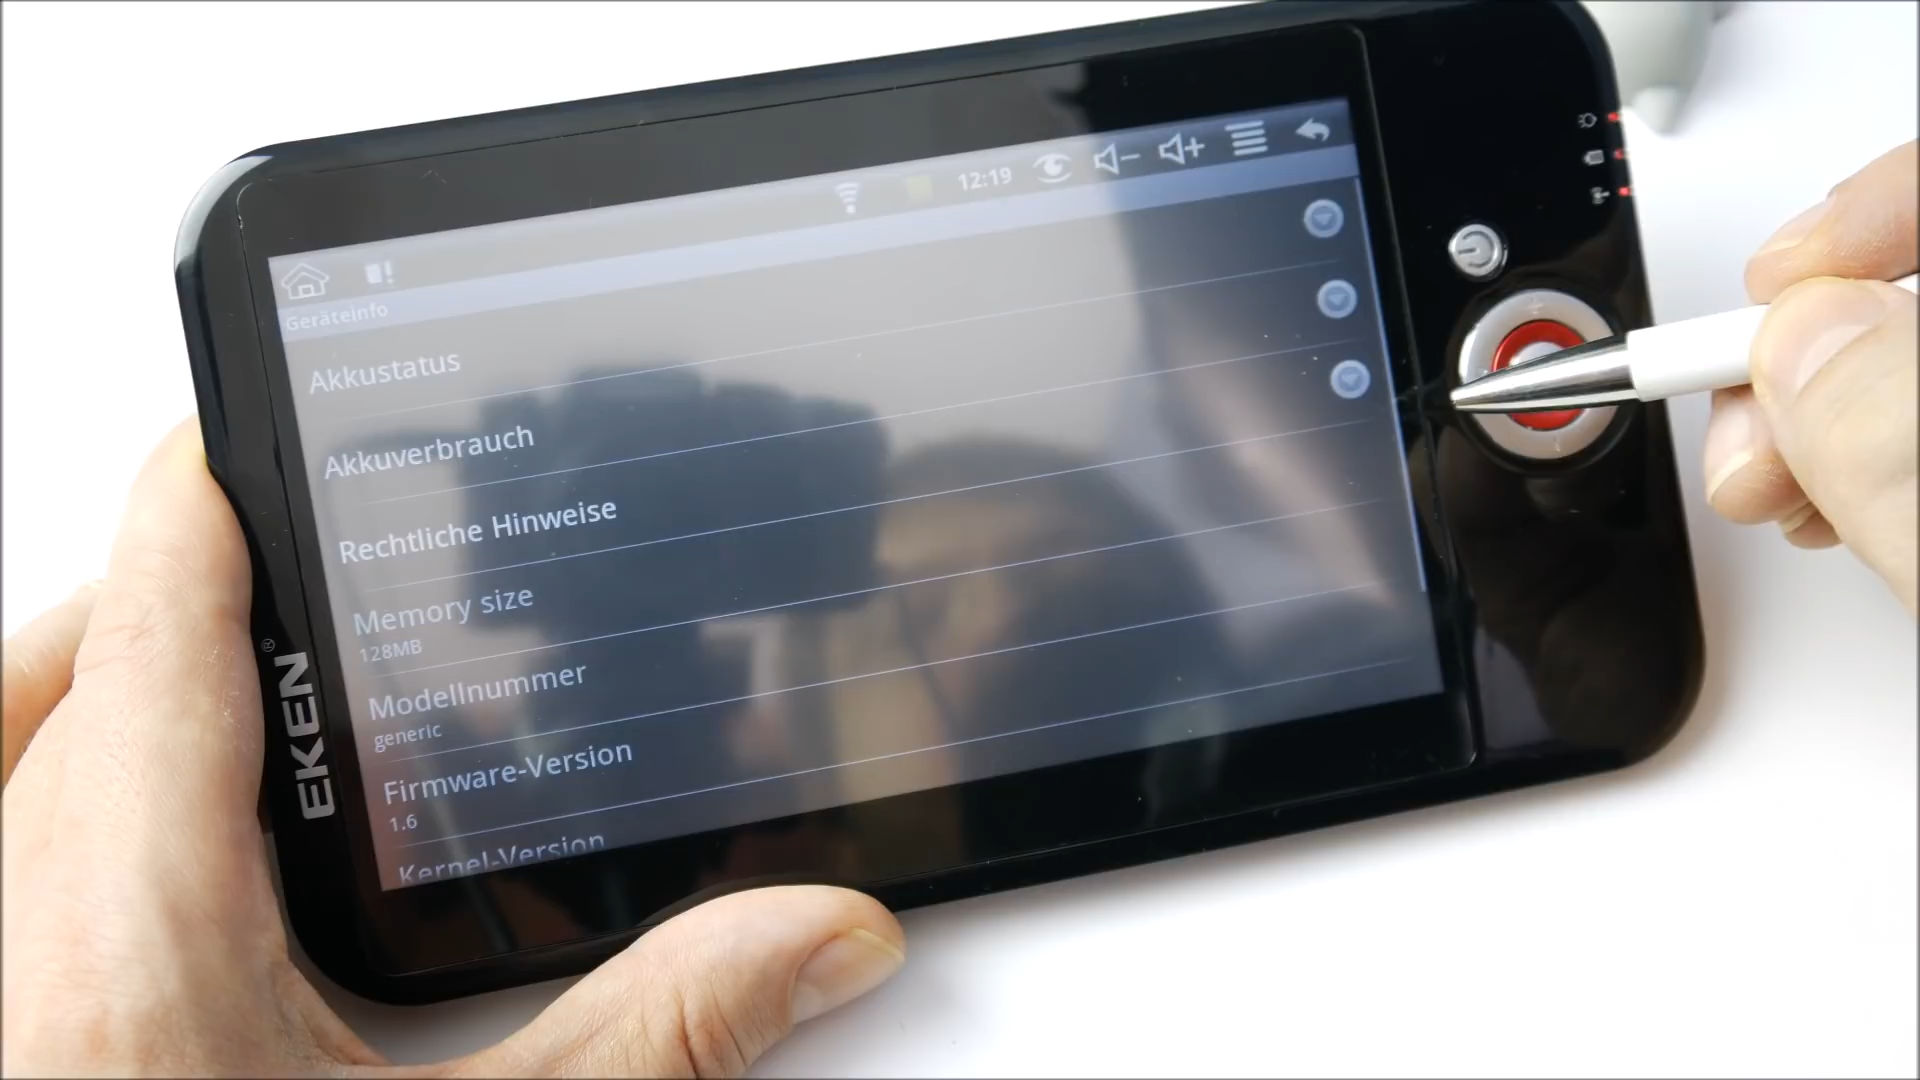 12:19
Geräteinfo
Akkustatus
Akkuverbrauch
Rechtliche Hinweise
Memory size
128MB
Modellnummer
generic
Firmware-Version
1.6
Kernel-Version
EKEN®